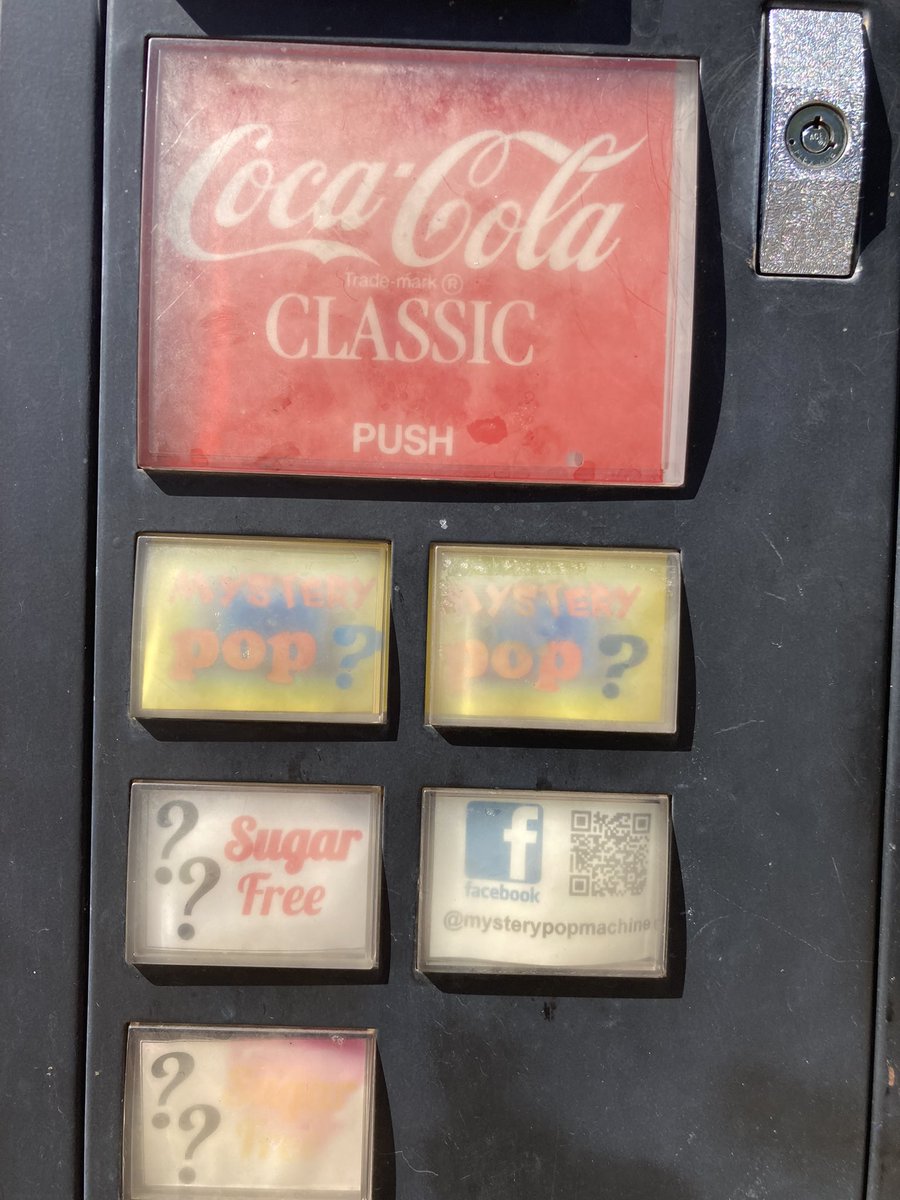 Coca-Cola
Trade-mark ®
CLASSIC
PUSH
MYSTERY
pop?
MYSTERY
pop?
? Sugar
? Free
f
facebook
@mysterypopmachine
?
?